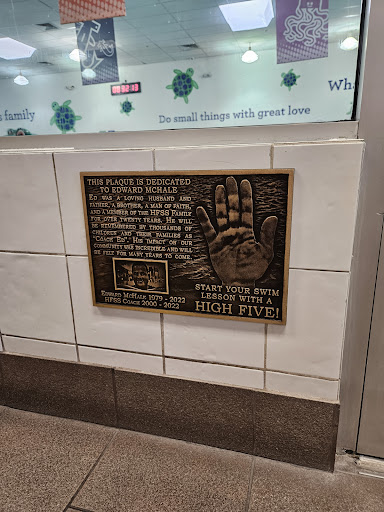 s family
Do small things with great love
Wha
THIS PLAQUE IS DEDICATED
TO EDWARD MCHALE
ED WAS A LOVING HUSBAND AND
FATHER, A BROTHER, A MAN OF FAITH,
AND A MEMBER OF THE HFSS FAMILY
FOR OVER TWENTY YEARS. HE WILL
BE REMEMBERED BY THOUSANDS OF
CHILDREN AND THEIR FAMILIES AS
"COACH ED". HIS IMPACT ON OUR
COMMUNITY WAS INCREDIBLE AND WILL
BE FELT FOR MANY YEARS TO COME.
EDWARD MCHALE 1979 - 2022
HFSS COACH 2000 - 2022
START YOUR SWIM
LESSON WITH A
HIGH FIVE!